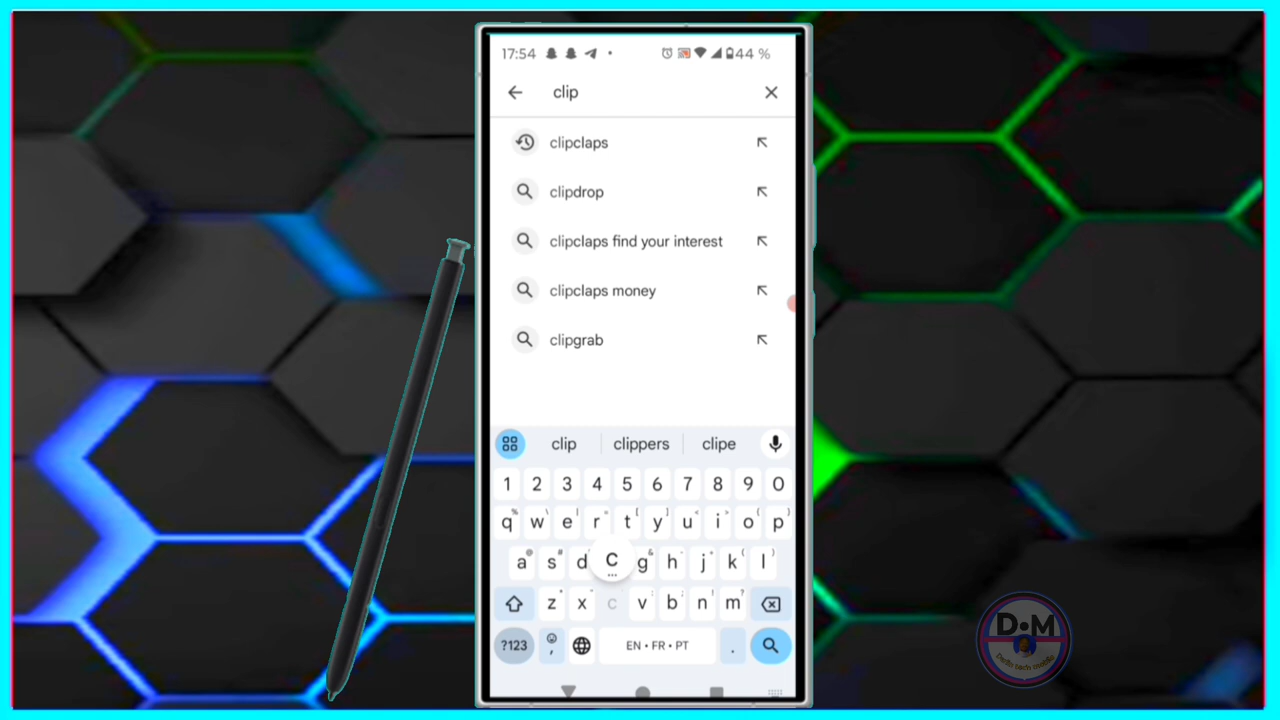 17:54 44 %
clip
clipclaps
clipdrop
clipclaps find your interest
clipclaps money
clipgrab
clip clippers clipe
1 2 3 4 5 6 7 8 9 0
q w e r t y u i o p
a s d c g h j k l
z x c v b n m
?123 , EN • FR • PT .
D•M